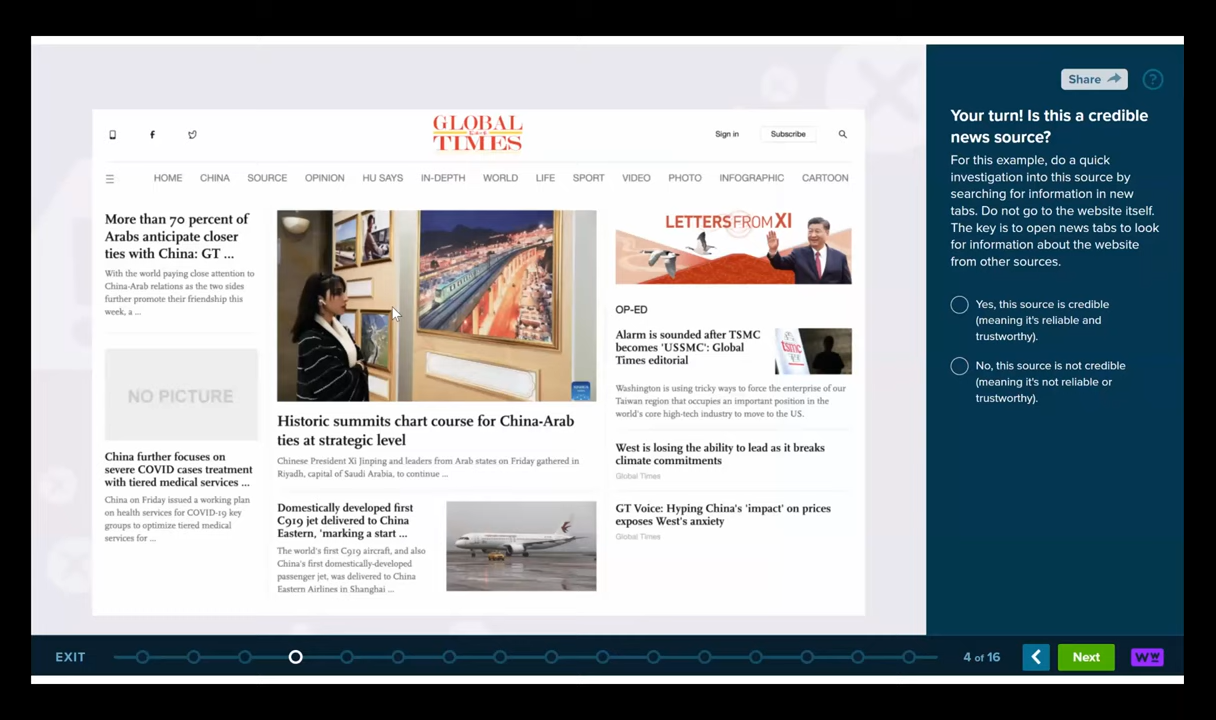 GLOBAL
TIMES
Sign in
Subscribe
HOME
CHINA
SOURCE
OPINION
HU SAYS
IN-DEPTH
WORLD
LIFE
SPORT
VIDEO
PHOTO
INFOGRAPHIC
CARTOON
More than 70 percent of
Arabs anticipate closer
ties with China: GT ...
With the world paying close attention to
China-Arab relations as the two sides
further promote their friendship this
week, a ...
NO PICTURE
China further focuses on
severe COVID cases treatment
with tiered medical services ...
China on Friday issued a working plan
on health services for COVID-19 key
groups to optimize tiered medical
services for ...
Historic summits chart course for China-Arab
ties at strategic level
Chinese President Xi Jinping and leaders from Arab states on Friday gathered in
Riyadh, capital of Saudi Arabia, to continue ...
Domestically developed first
C919 jet delivered to China
Eastern, 'marking a start ...
The world's first C919 aircraft, and also
China's first domestically-developed
passenger jet, was delivered to China
Eastern Airlines in Shanghai ...
LETTERS FROM XI
OP-ED
Alarm is sounded after TSMC
becomes 'USSMC': Global
Times editorial
tsmc
Washington is using tricky ways to force the enterprise of our
Taiwan region that occupies an important position in the
world's core high-tech industry to move to the US.
West is losing the ability to lead as it breaks
climate commitments
Global Times
GT Voice: Hyping China's 'impact' on prices
exposes West's anxiety
Global Times
Share
?
Your turn! Is this a credible
news source?
For this example, do a quick
investigation into this source by
searching for information in new
tabs. Do not go to the website itself.
The key is to open news tabs to look
for information about the website
from other sources.
Yes, this source is credible
(meaning it's reliable and
trustworthy).
No, this source is not credible
(meaning it's not reliable or
trustworthy).
EXIT
4 of 16
Next
WW